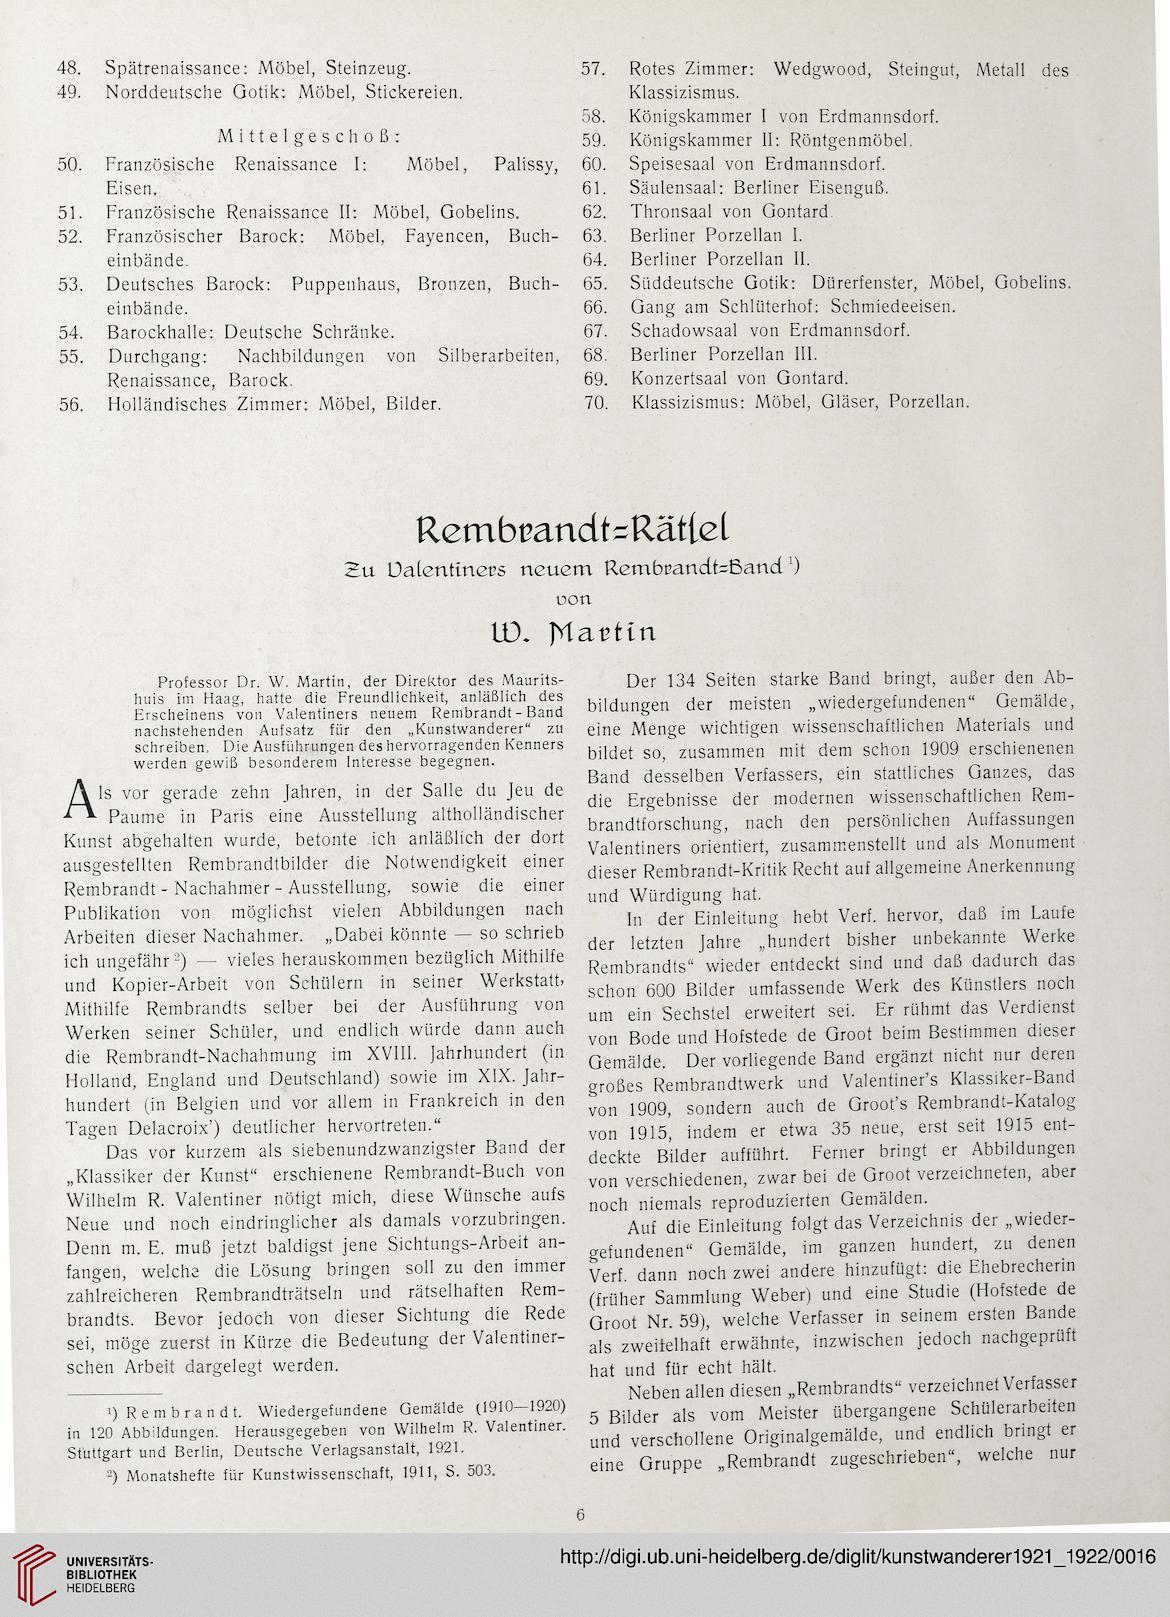 48. Spätrenaissance: Möbel, Steinzeug.
49. Norddeutsche Gotik: Möbel, Stickereien.
Mittelgeschoß:
50. Französische Renaissance I: Möbel, Palissy,
Eisen.
51. Französische Renaissance II: Möbel, Gobelins.
52. Französischer Barock: Möbel, Fayencen, Buch-
einbände.
53. Deutsches Barock: Puppenhaus, Bronzen, Buch-
einbände.
54. Barockhalle: Deutsche Schränke.
55. Durchgang: Nachbildungen von Silberarbeiten,
Renaissance, Barock.
56. Holländisches Zimmer: Möbel, Bilder.
57. Rotes Zimmer: Wedgwood, Steingut, Metall des
Klassizismus.
58. Königskammer I von Erdmannsdorf.
59. Königskammer II: Röntgenmöbel.
60. Speisesaal von Erdmannsdorf.
61. Säulensaal: Berliner Eisenguß.
62. Thronsaal von Gontard.
63. Berliner Porzellan I.
64. Berliner Porzellan II.
65. Süddeutsche Gotik: Dürerfenster, Möbel, Gobelins.
66. Gang am Schlüterhof: Schmiedeeisen.
67. Schadowsaal von Erdmannsdorf.
68. Berliner Porzellan III.
69. Konzertsaal von Gontard.
70. Klassizismus: Möbel, Gläser, Porzellan.
Rembrandt=Rätsel
Zu Valentiners neuem Rembrandt=Band ¹)
von
W. Martin
Professor Dr. W. Martin, der Direktor des Maurits-
huis im Haag, hatte die Freundlichkeit, anläßlich des
Erscheinens von Valentiners neuem Rembrandt-Band
nachstehenden Aufsatz für den „Kunstwanderer“ zu
schreiben. Die Ausführungen des hervorragenden Kenners
werden gewiß besonderem Interesse begegnen.
Als vor gerade zehn Jahren, in der Salle du Jeu de
Paume in Paris eine Ausstellung altholländischer
Kunst abgehalten wurde, betonte ich anläßlich der dort
ausgestellten Rembrandtbilder die Notwendigkeit einer
Rembrandt-Nachahmer-Ausstellung, sowie die einer
Publikation von möglichst vielen Abbildungen nach
Arbeiten dieser Nachahmer. „Dabei könnte — so schrieb
ich ungefähr ²) — vieles herauskommen bezüglich Mithilfe
und Kopier-Arbeit von Schülern in seiner Werkstatt,
Mithilfe Rembrandts selber bei der Ausführung von
Werken seiner Schüler, und endlich würde dann auch
die Rembrandt-Nachahmung im XVIII. Jahrhundert (in
Holland, England und Deutschland) sowie im XIX. Jahr-
hundert (in Belgien und vor allem in Frankreich in den
Tagen Delacroix’) deutlicher hervortreten.“
Das vor kurzem als siebenundzwanzigster Band der
„Klassiker der Kunst“ erschienene Rembrandt-Buch von
Wilhelm R. Valentiner nötigt mich, diese Wünsche aufs
Neue und noch eindringlicher als damals vorzubringen.
Denn m. E. muß jetzt baldigst jene Sichtungs-Arbeit an-
fangen, welche die Lösung bringen soll zu den immer
zahlreicheren Rembrandträtseln und rätselhaften Rem-
brandts. Bevor jedoch von dieser Sichtung die Rede
sei, möge zuerst in Kürze die Bedeutung der Valentiner-
schen Arbeit dargelegt werden.
¹) Rembrandt. Wiedergefundene Gemälde (1910—1920)
in 120 Abbildungen. Herausgegeben von Wilhelm R. Valentiner.
Stuttgart und Berlin, Deutsche Verlagsanstalt, 1921.
²) Monatshefte für Kunstwissenschaft, 1911, S. 503.
Der 134 Seiten starke Band bringt, außer den Ab-
bildungen der meisten „wiedergefundenen“ Gemälde,
eine Menge wichtigen wissenschaftlichen Materials und
bildet so, zusammen mit dem schon 1909 erschienenen
Band desselben Verfassers, ein stattliches Ganzes, das
die Ergebnisse der modernen wissenschaftlichen Rem-
brandtforschung, nach den persönlichen Auffassungen
Valentiners orientiert, zusammenstellt und als Monument
dieser Rembrandt-Kritik Recht auf allgemeine Anerkennung
und Würdigung hat.
In der Einleitung hebt Verf. hervor, daß im Laufe
der letzten Jahre „hundert bisher unbekannte Werke
Rembrandts“ wieder entdeckt sind und daß dadurch das
schon 600 Bilder umfassende Werk des Künstlers noch
um ein Sechstel erweitert sei. Er rühmt das Verdienst
von Bode und Hofstede de Groot beim Bestimmen dieser
Gemälde. Der vorliegende Band ergänzt nicht nur deren
großes Rembrandtwerk und Valentiner’s Klassiker-Band
von 1909, sondern auch de Groot’s Rembrandt-Katalog
von 1915, indem er etwa 35 neue, erst seit 1915 ent-
deckte Bilder aufführt. Ferner bringt er Abbildungen
von verschiedenen, zwar bei de Groot verzeichneten, aber
noch niemals reproduzierten Gemälden.
Auf die Einleitung folgt das Verzeichnis der „wieder-
gefundenen“ Gemälde, im ganzen hundert, zu denen
Verf. dann noch zwei andere hinzufügt: die Ehebrecherin
(früher Sammlung Weber) und eine Studie (Hofstede de
Groot Nr. 59), welche Verfasser in seinem ersten Bande
als zweifelhaft erwähnte, inzwischen jedoch nachgeprüft
hat und für echt hält.
Neben allen diesen „Rembrandts“ verzeichnet Verfasser
5 Bilder als vom Meister übergangene Schülerarbeiten
und verschollene Originalgemälde, und endlich bringt er
eine Gruppe „Rembrandt zugeschrieben“, welche nur
6
UNIVERSITÄTS-
BIBLIOTHEK
HEIDELBERG
http://digi.ub.uni-heidelberg.de/diglit/kunstwanderer1921_1922/0016